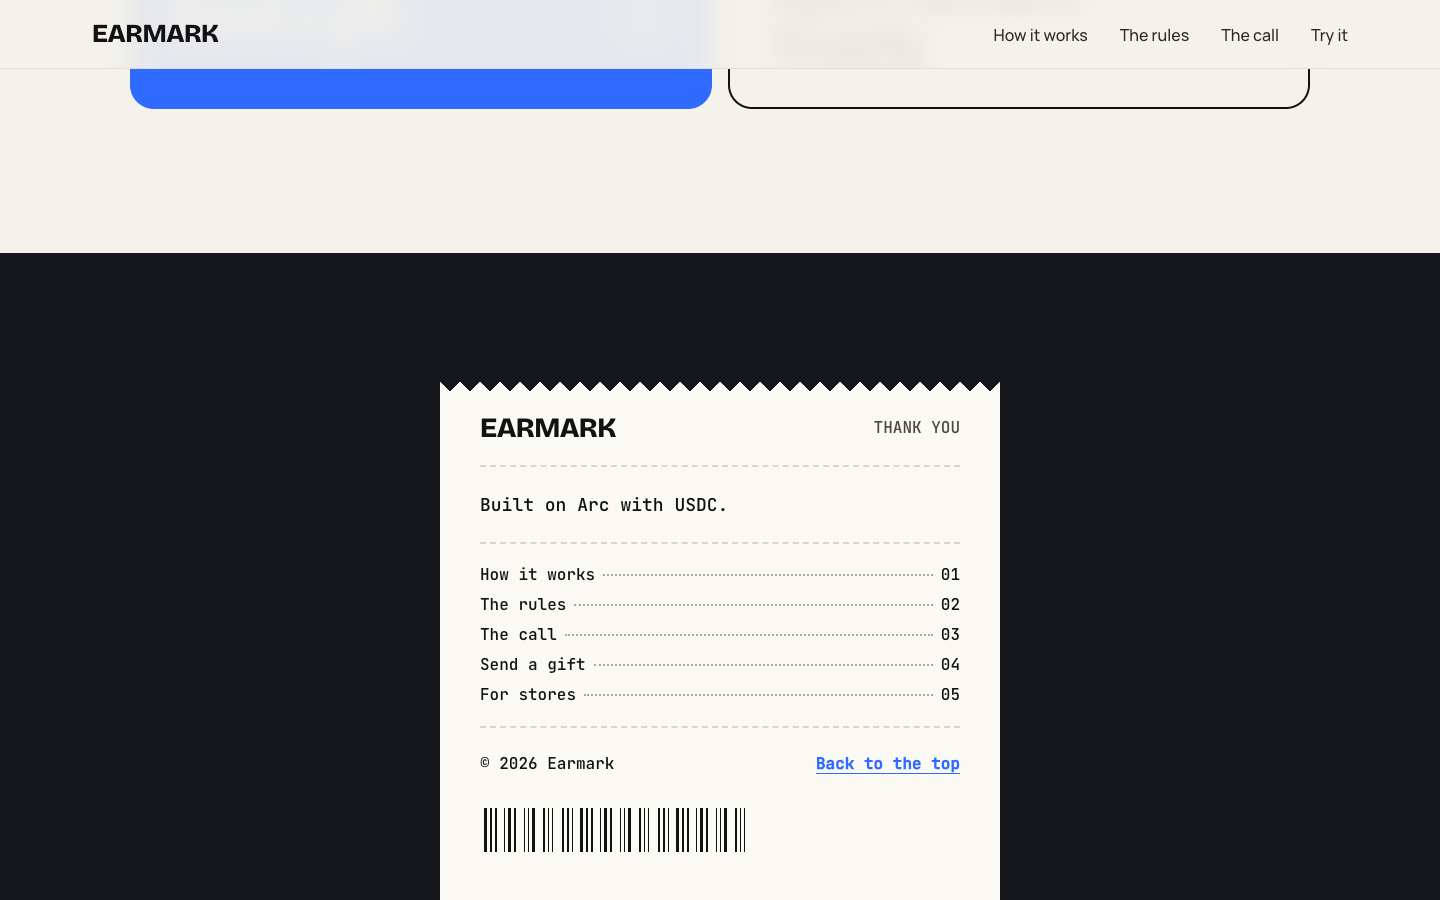 EARMARK
How it works
The rules
The call
Try it
EARMARK
THANK YOU
Built on Arc with USDC.
How it works 01
The rules 02
The call 03
Send a gift 04
For stores 05
© 2026 Earmark
Back to the top